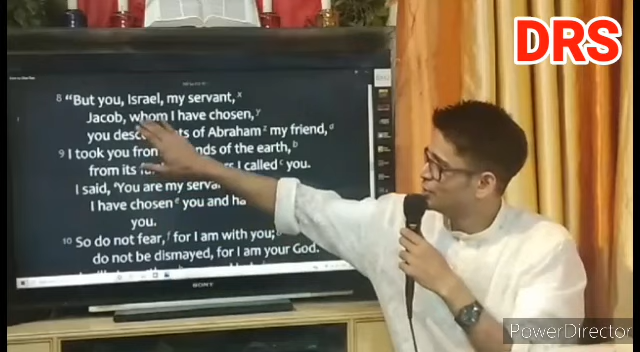 DRS
8 “But you, Israel, my servant, x
Jacob, whom I have chosen, y
you of Abraham z my friend, a
9 I took you from of the earth, b
from its I called c you.
I said, ‘You are my
I have chosen e you and
you.
10 So do not fear, f for I am with you;
do not be dismayed, for I am your God.
SONY
PowerDirector